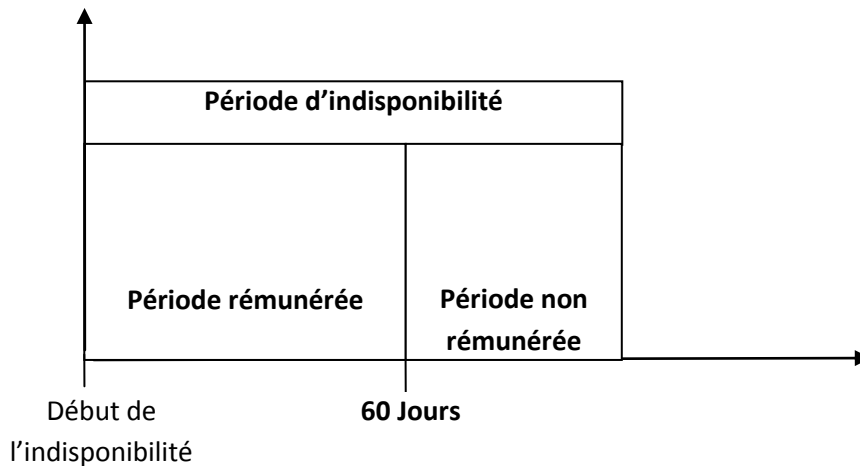 Période d'indisponibilité
Période rémunérée
Période non
rémunérée
Début de
l'indisponibilité
60 Jours